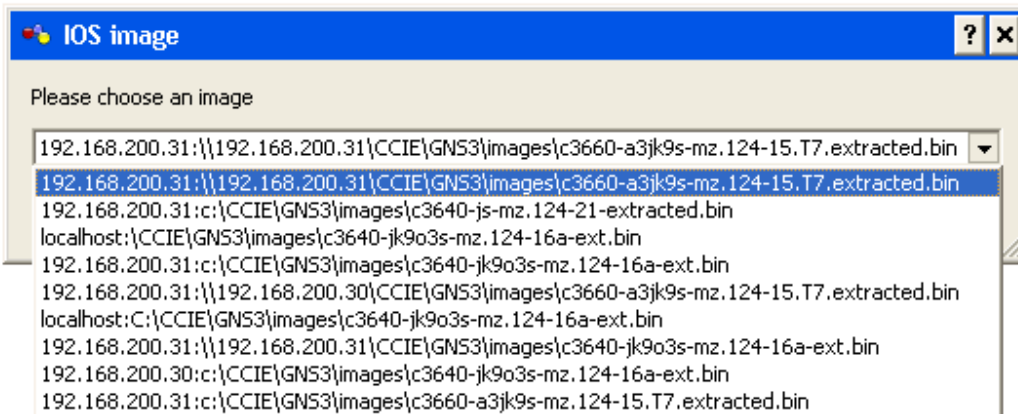 IOS image
Please choose an image
192.168.200.31:\\192.168.200.31\CCIE\GNS3\images\c3660-a3jk9s-mz.124-15.T7.extracted.bin
192.168.200.31:\\192.168.200.31\CCIE\GNS3\images\c3660-a3jk9s-mz.124-15.T7.extracted.bin
192.168.200.31:c:\CCIE\GNS3\images\c3640-js-mz.124-21-extracted.bin
localhost:\CCIE\GNS3\images\c3640-jk9o3s-mz.124-16a-ext.bin
192.168.200.31:c:\CCIE\GNS3\images\c3640-jk9o3s-mz.124-16a-ext.bin
192.168.200.31:\\192.168.200.30\CCIE\GNS3\images\c3660-a3jk9s-mz.124-15.T7.extracted.bin
localhost:C:\CCIE\GNS3\images\c3640-jk9o3s-mz.124-16a-ext.bin
192.168.200.31:\\192.168.200.31\CCIE\GNS3\images\c3640-jk9o3s-mz.124-16a-ext.bin
192.168.200.30:c:\CCIE\GNS3\images\c3640-jk9o3s-mz.124-16a-ext.bin
192.168.200.31:c:\CCIE\GNS3\images\c3660-a3jk9s-mz.124-15.T7.extracted.bin